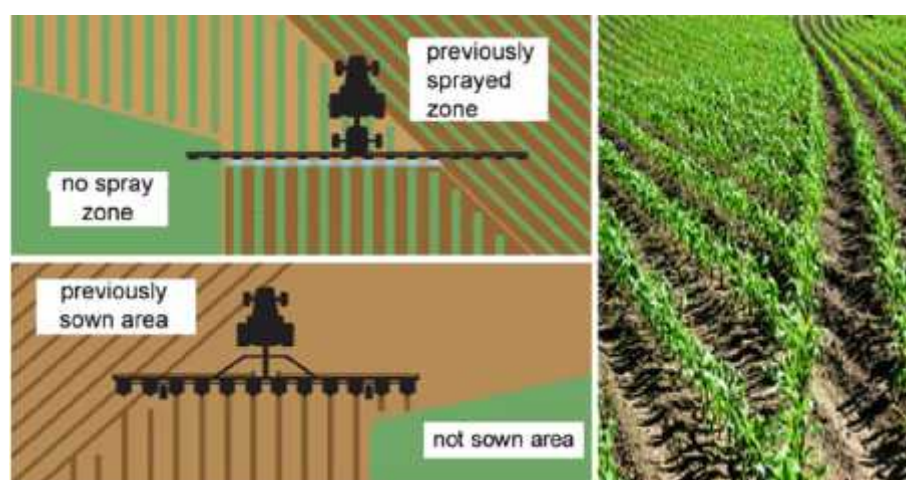 previously
sprayed
zone
no spray
zone
previously
sown area
not sown area